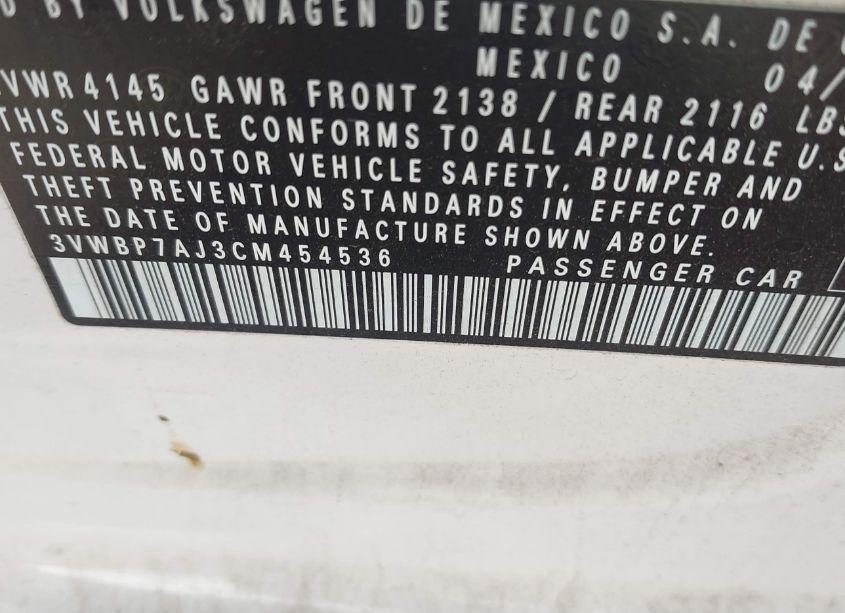 D BY VOLKSWAGEN DE MEXICO S.A. DE
MEXICO 04/
VWR 4145 GAWR FRONT 2138 / REAR 2116 LBS
THIS VEHICLE CONFORMS TO ALL APPLICABLE U.S
FEDERAL MOTOR VEHICLE SAFETY, BUMPER AND
THEFT PREVENTION STANDARDS IN EFFECT ON
THE DATE OF MANUFACTURE SHOWN ABOVE.
3VWBP7AJ3CM454536 PASSENGER CAR